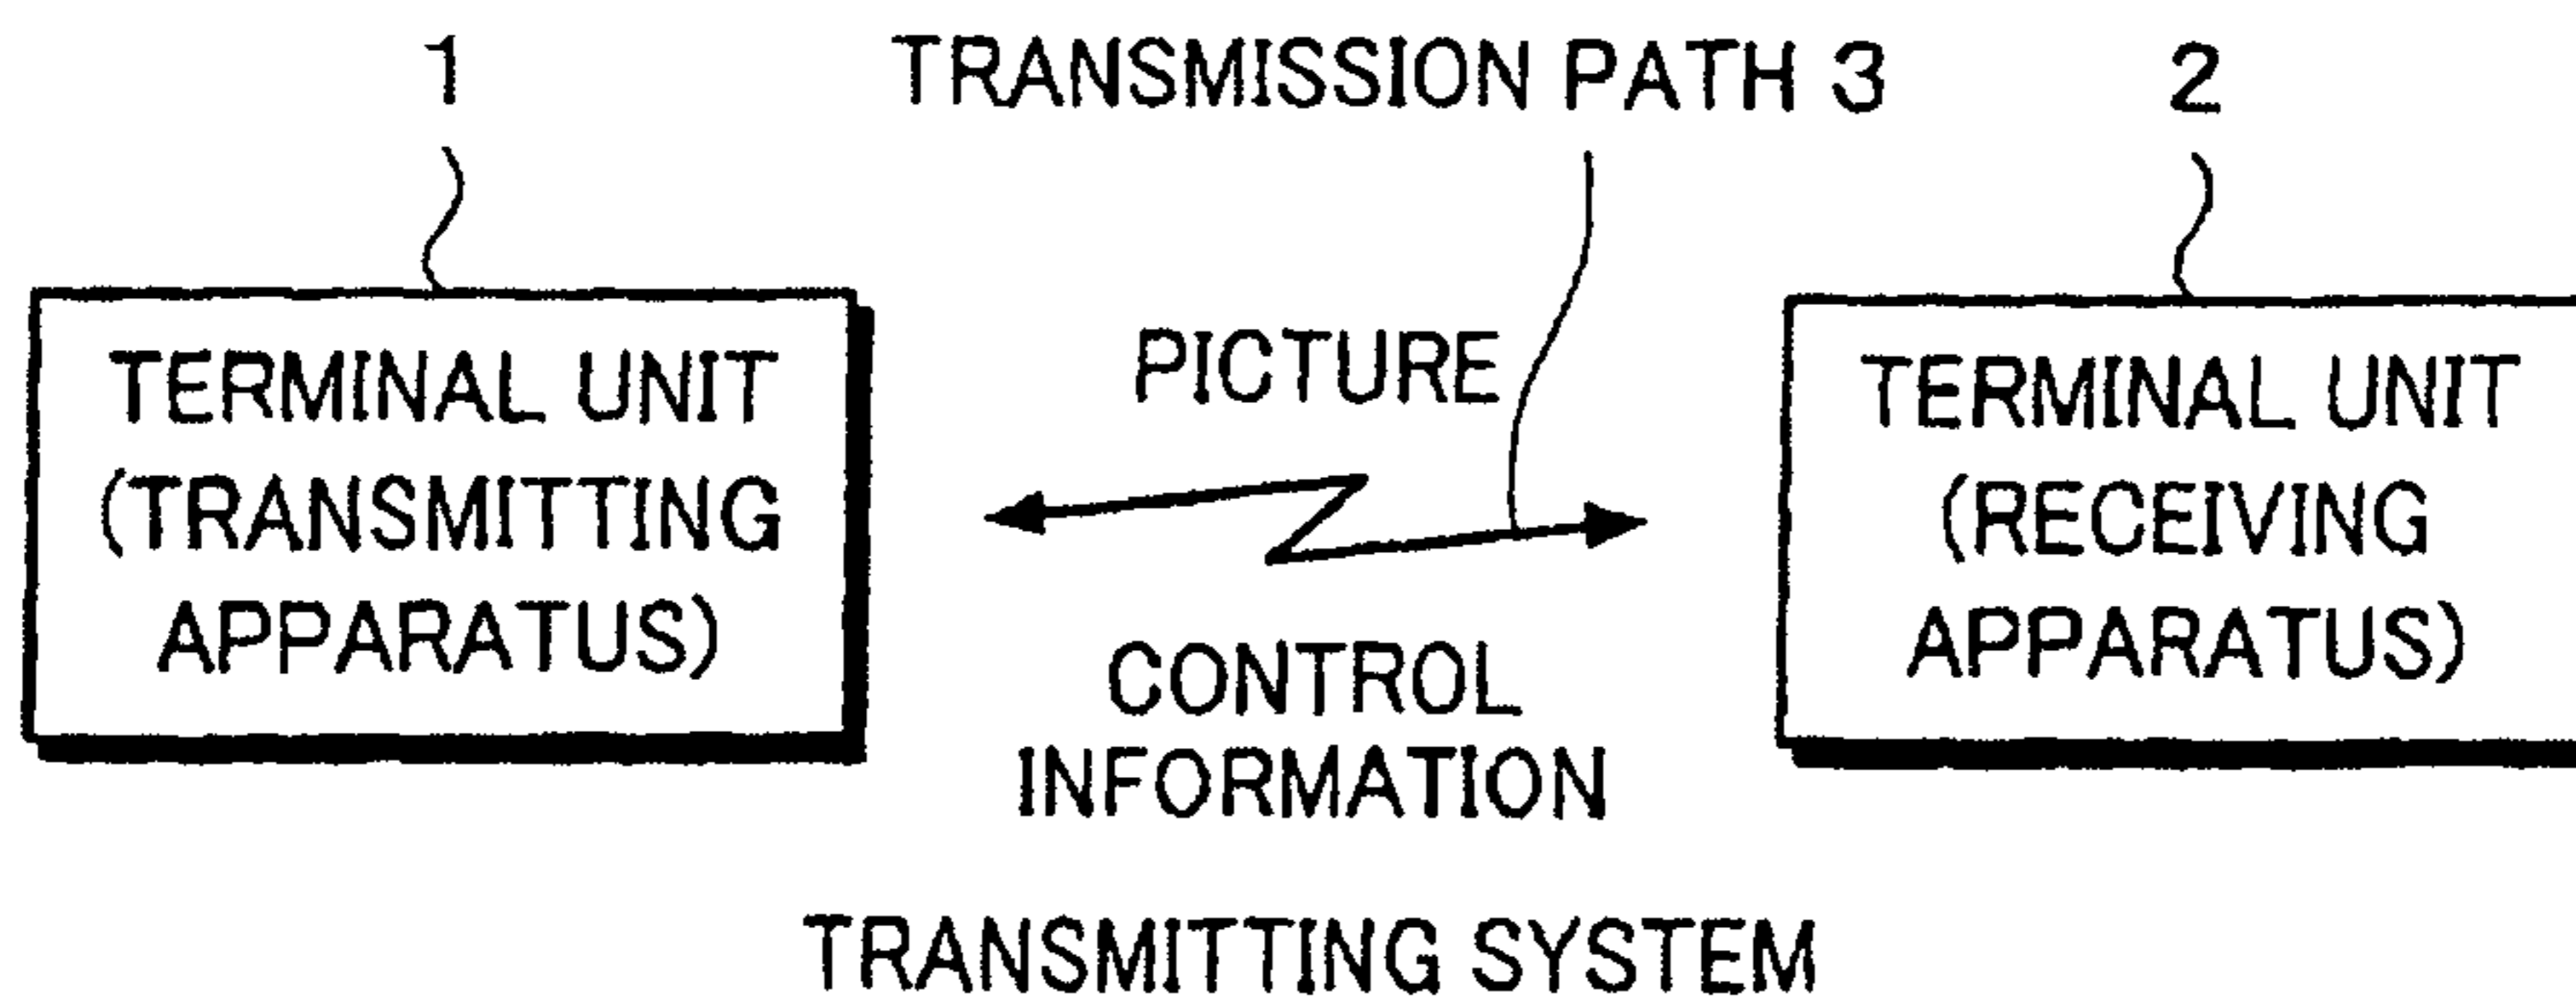 1
TRANSMISSION PATH 3
2
TERMINAL UNIT
(TRANSMITTING
APPARATUS)
PICTURE
CONTROL
INFORMATION
TERMINAL UNIT
(RECEIVING
APPARATUS)
TRANSMITTING SYSTEM